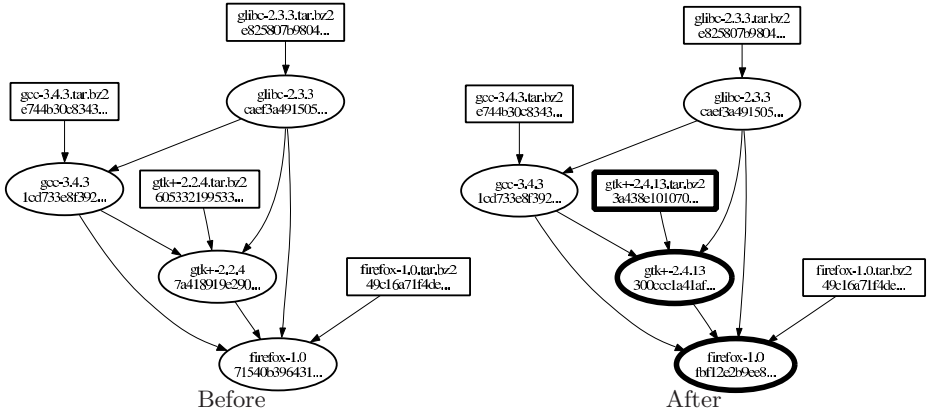 glibc-2.3.3.tar.bz2
e825807b9804...
gcc-3.4.3.tar.bz2
e744b30c8343...
glibc-2.3.3
caef3a491505...
gcc-3.4.3
1cd733e8f392...
gtk+-2.2.4.tar.bz2
605332199533...
gtk+-2.2.4
7a418919e290...
firefox-1.0.tar.bz2
49c16a71f4de...
firefox-1.0
71540b396431...
Before
glibc-2.3.3.tar.bz2
e825807b9804...
gcc-3.4.3.tar.bz2
e744b30c8343...
glibc-2.3.3
caef3a491505...
gcc-3.4.3
1cd733e8f392...
gtk+-2.4.13.tar.bz2
3a438e101070...
gtk+-2.4.13
300ccc1a41af...
firefox-1.0.tar.bz2
49c16a71f4de...
firefox-1.0
fbf12e2b9ee8...
After